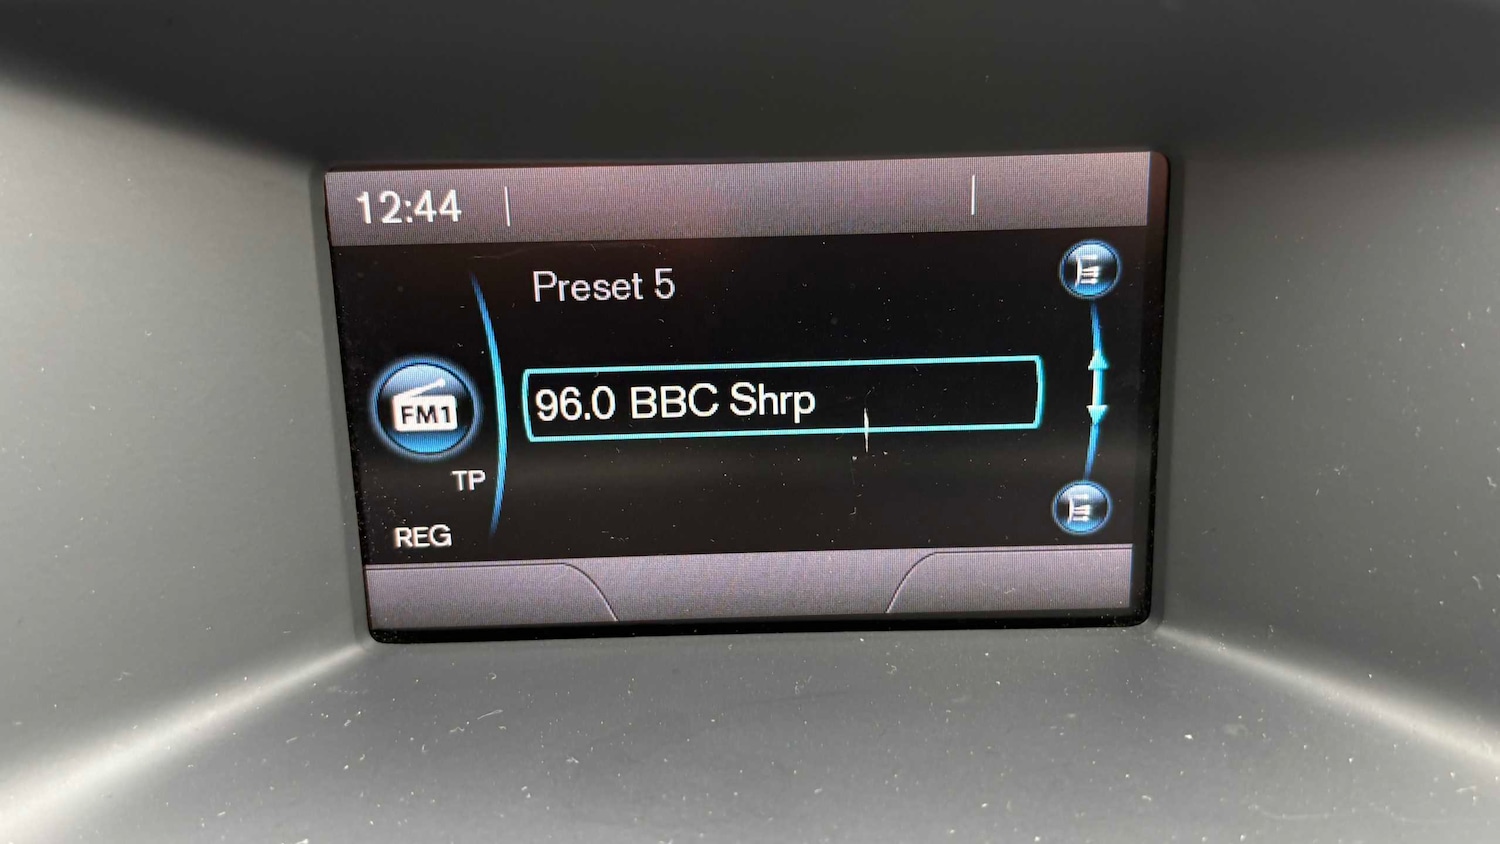 12:44
Preset 5
96.0 BBC Shrp
FM1
TP
REG